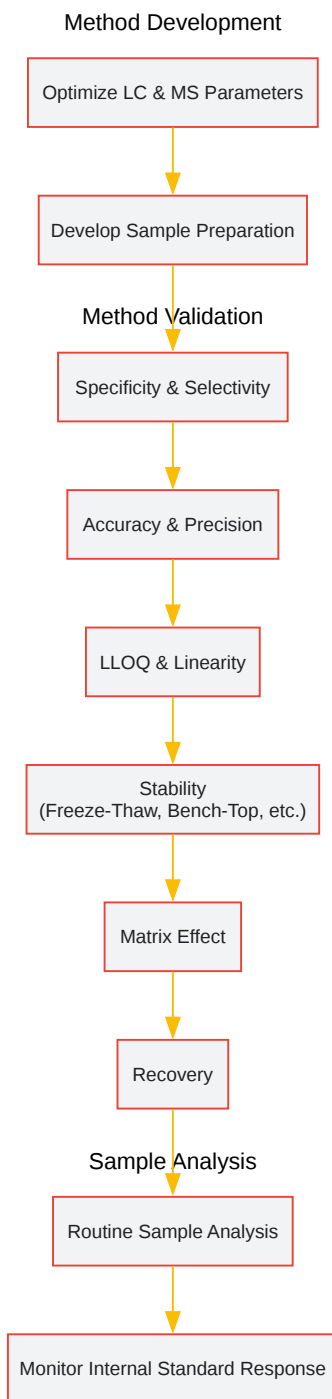 Method Development
Optimize LC & MS Parameters
Develop Sample Preparation
Method Validation
Specificity & Selectivity
Accuracy & Precision
LLOQ & Linearity
Stability
(Freeze-Thaw, Bench-Top, etc.)
Matrix Effect
Recovery
Sample Analysis
Routine Sample Analysis
Monitor Internal Standard Response